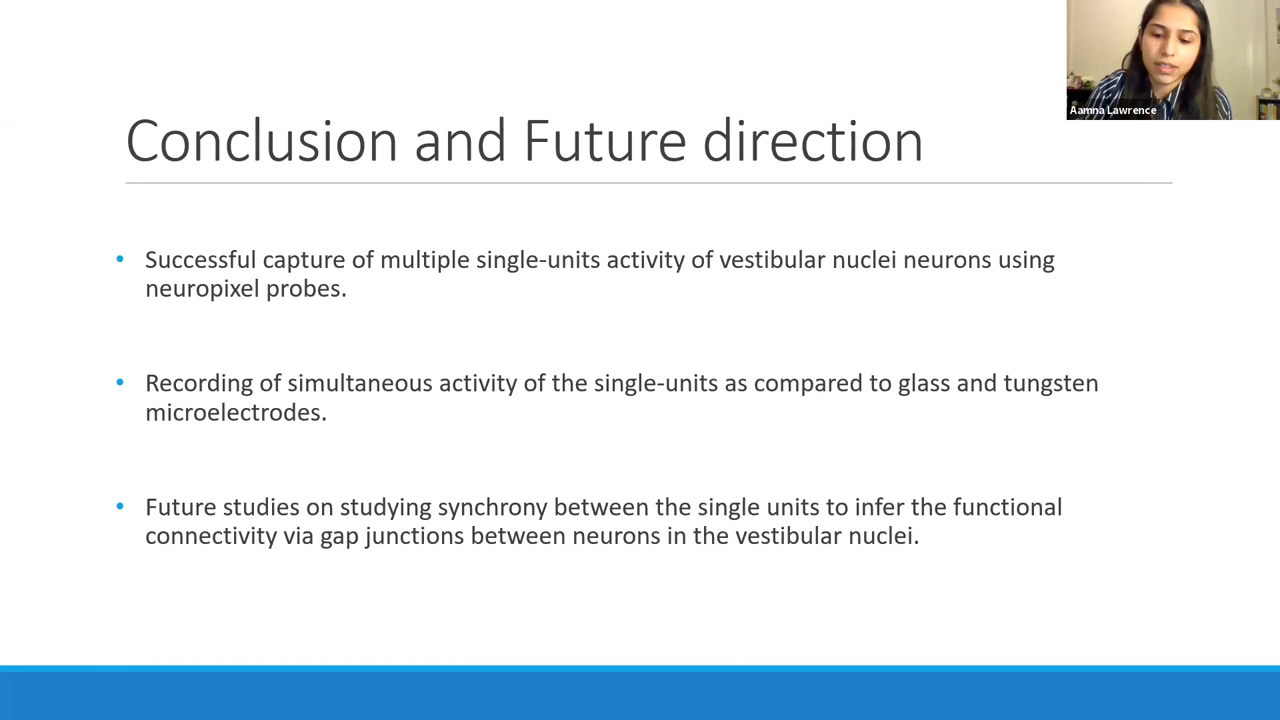 Aamna Lawrence
Conclusion and Future direction
• Successful capture of multiple single-units activity of vestibular nuclei neurons using
neuropixel probes.
• Recording of simultaneous activity of the single-units as compared to glass and tungsten
microelectrodes.
• Future studies on studying synchrony between the single units to infer the functional
connectivity via gap junctions between neurons in the vestibular nuclei.